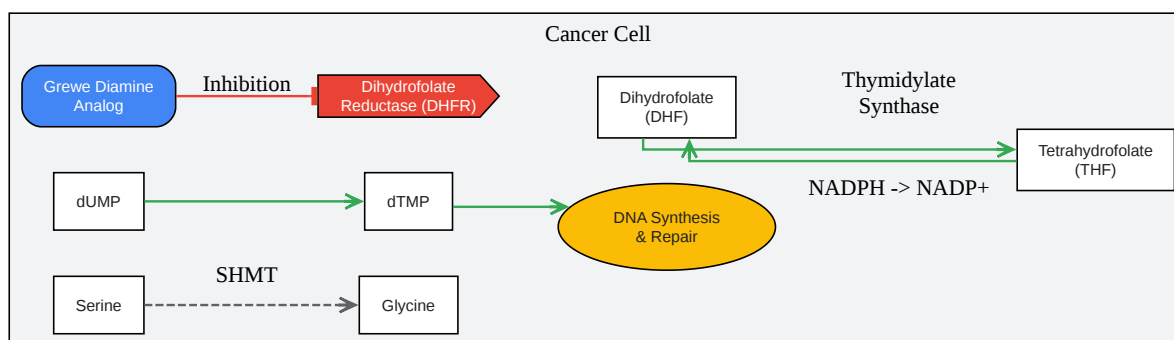 Cancer Cell
Grewe Diamine
Analog
Inhibition
Dihydrofolate
Reductase (DHFR)
Dihydrofolate
(DHF)
Thymidylate
Synthase
Tetrahydrofolate
(THF)
NADPH -> NADP+
dUMP
dTMP
DNA Synthesis
& Repair
Serine
SHMT
Glycine